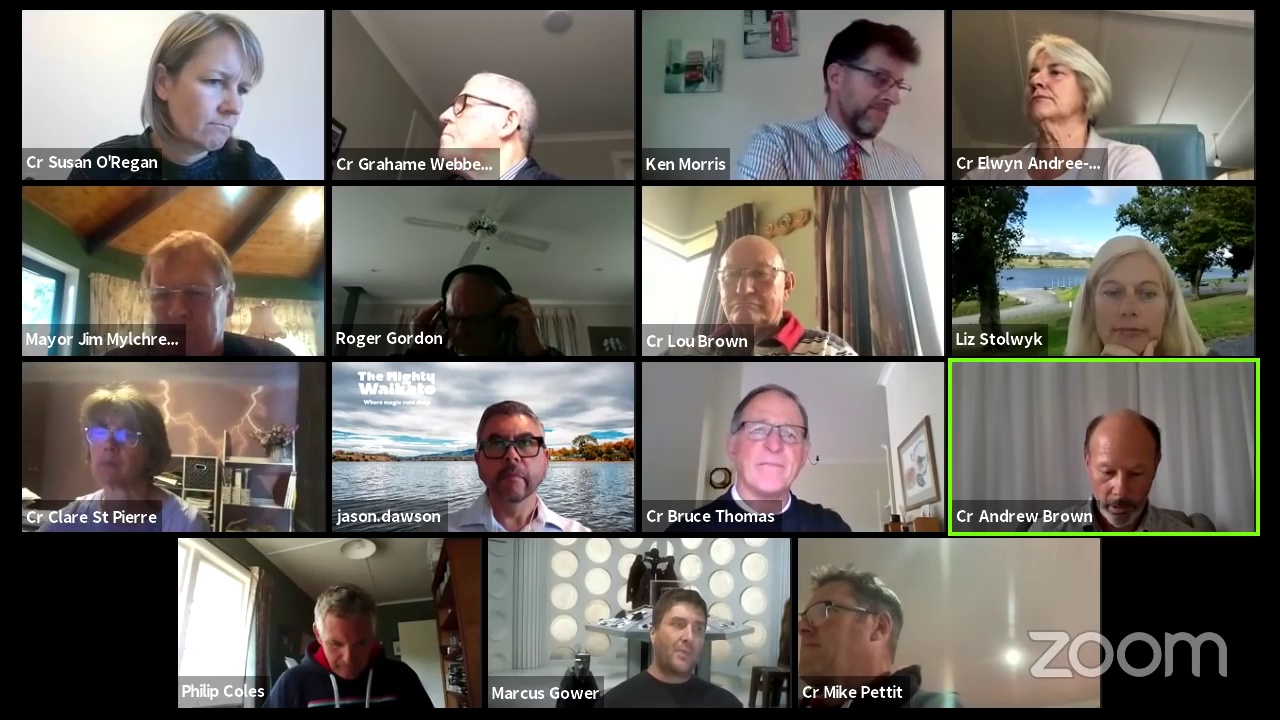 Cr Susan O'Regan
Cr Grahame Webbe...
Ken Morris
Cr Elwyn Andree-...
Mayor Jim Mylchre...
Roger Gordon
Cr Lou Brown
Liz Stolwyk
The Mighty
Waikato
Cr Clare St Pierre
jason.dawson
Cr Bruce Thomas
Cr Andrew Brown
Philip Coles
Marcus Gower
Cr Mike Pettit
zoom